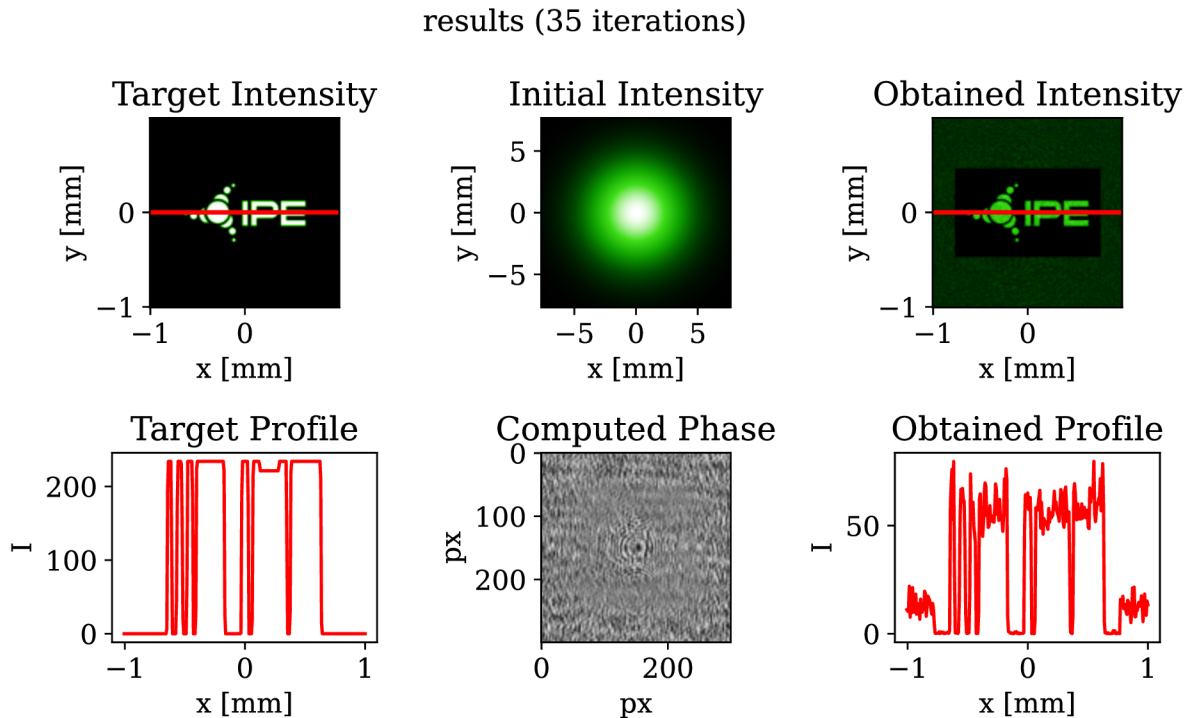 results (35 iterations)
Target Intensity
Initial Intensity
Obtained Intensity
y [mm]
0
−1
IPE
−1
0
x [mm]
y [mm]
5
0
−5
−5
0
5
x [mm]
y [mm]
0
−1
IPE
−1
0
x [mm]
Target Profile
Computed Phase
Obtained Profile
I
200
100
0
−1
0
1
x [mm]
px
0
100
200
0
200
px
I
50
0
−1
0
1
x [mm]